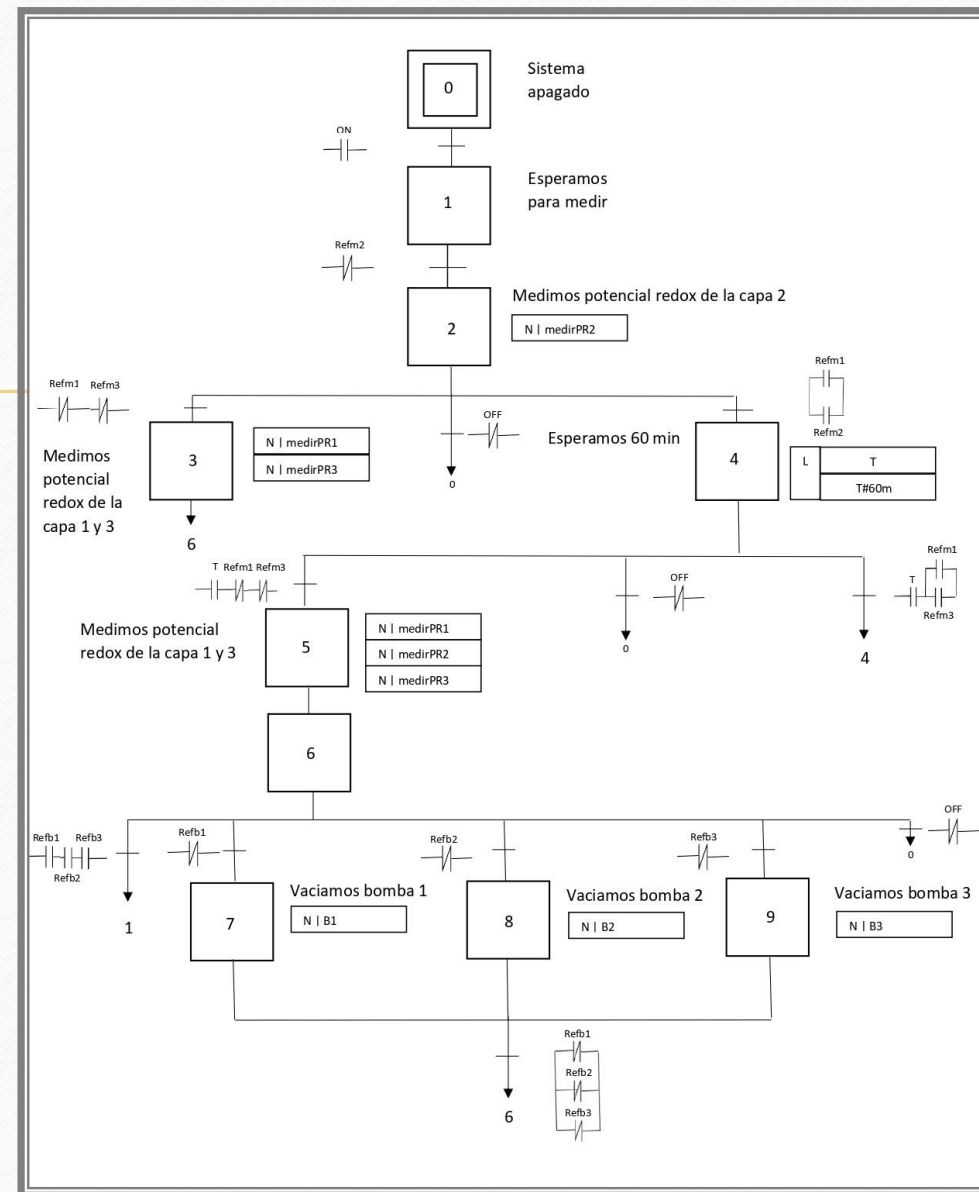 0
Sistema
apagado
ON
1
Esperamos
para medir
Refm2
2
Medimos potencial redox de la capa 2
N | medirPR2
Refm1 Refm3
Medimos
potencial
redox de la
capa 1 y 3
3
N | medirPR1
N | medirPR3
6
OFF
0
Esperamos 60 min
4
Refm1
Refm2
L T
T#60m
T Refm1 Refm3
Medimos potencial
redox de la capa 1 y 3
5
N | medirPR1
N | medirPR2
N | medirPR3
OFF
0
Refm1
T
Refm3
4
6
Refb1 Refb3
Refb2
1
Refb1
7
Vaciamos bomba 1
N | B1
Refb2
8
Vaciamos bomba 2
N | B2
Refb3
9
Vaciamos bomba 3
N | B3
OFF
0
Refb1
Refb2
Refb3
6